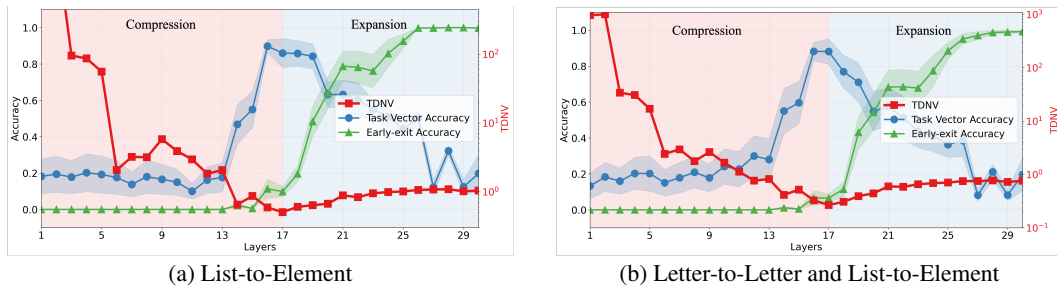 Compression Expansion
1.0
0.8
0.6
0.4
0.2
0.0
Accuracy
10²
10¹
10⁰
TDNV
TDNV
Task Vector Accuracy
Early-exit Accuracy
1 5 9 13 17 21 25 29
Layers
(a) List-to-Element
Compression Expansion
1.0
0.8
0.6
0.4
0.2
0.0
Accuracy
10³
10²
10¹
10⁰
10⁻¹
TDNV
TDNV
Task Vector Accuracy
Early-exit Accuracy
1 5 9 13 17 21 25 29
Layers
(b) Letter-to-Letter and List-to-Element